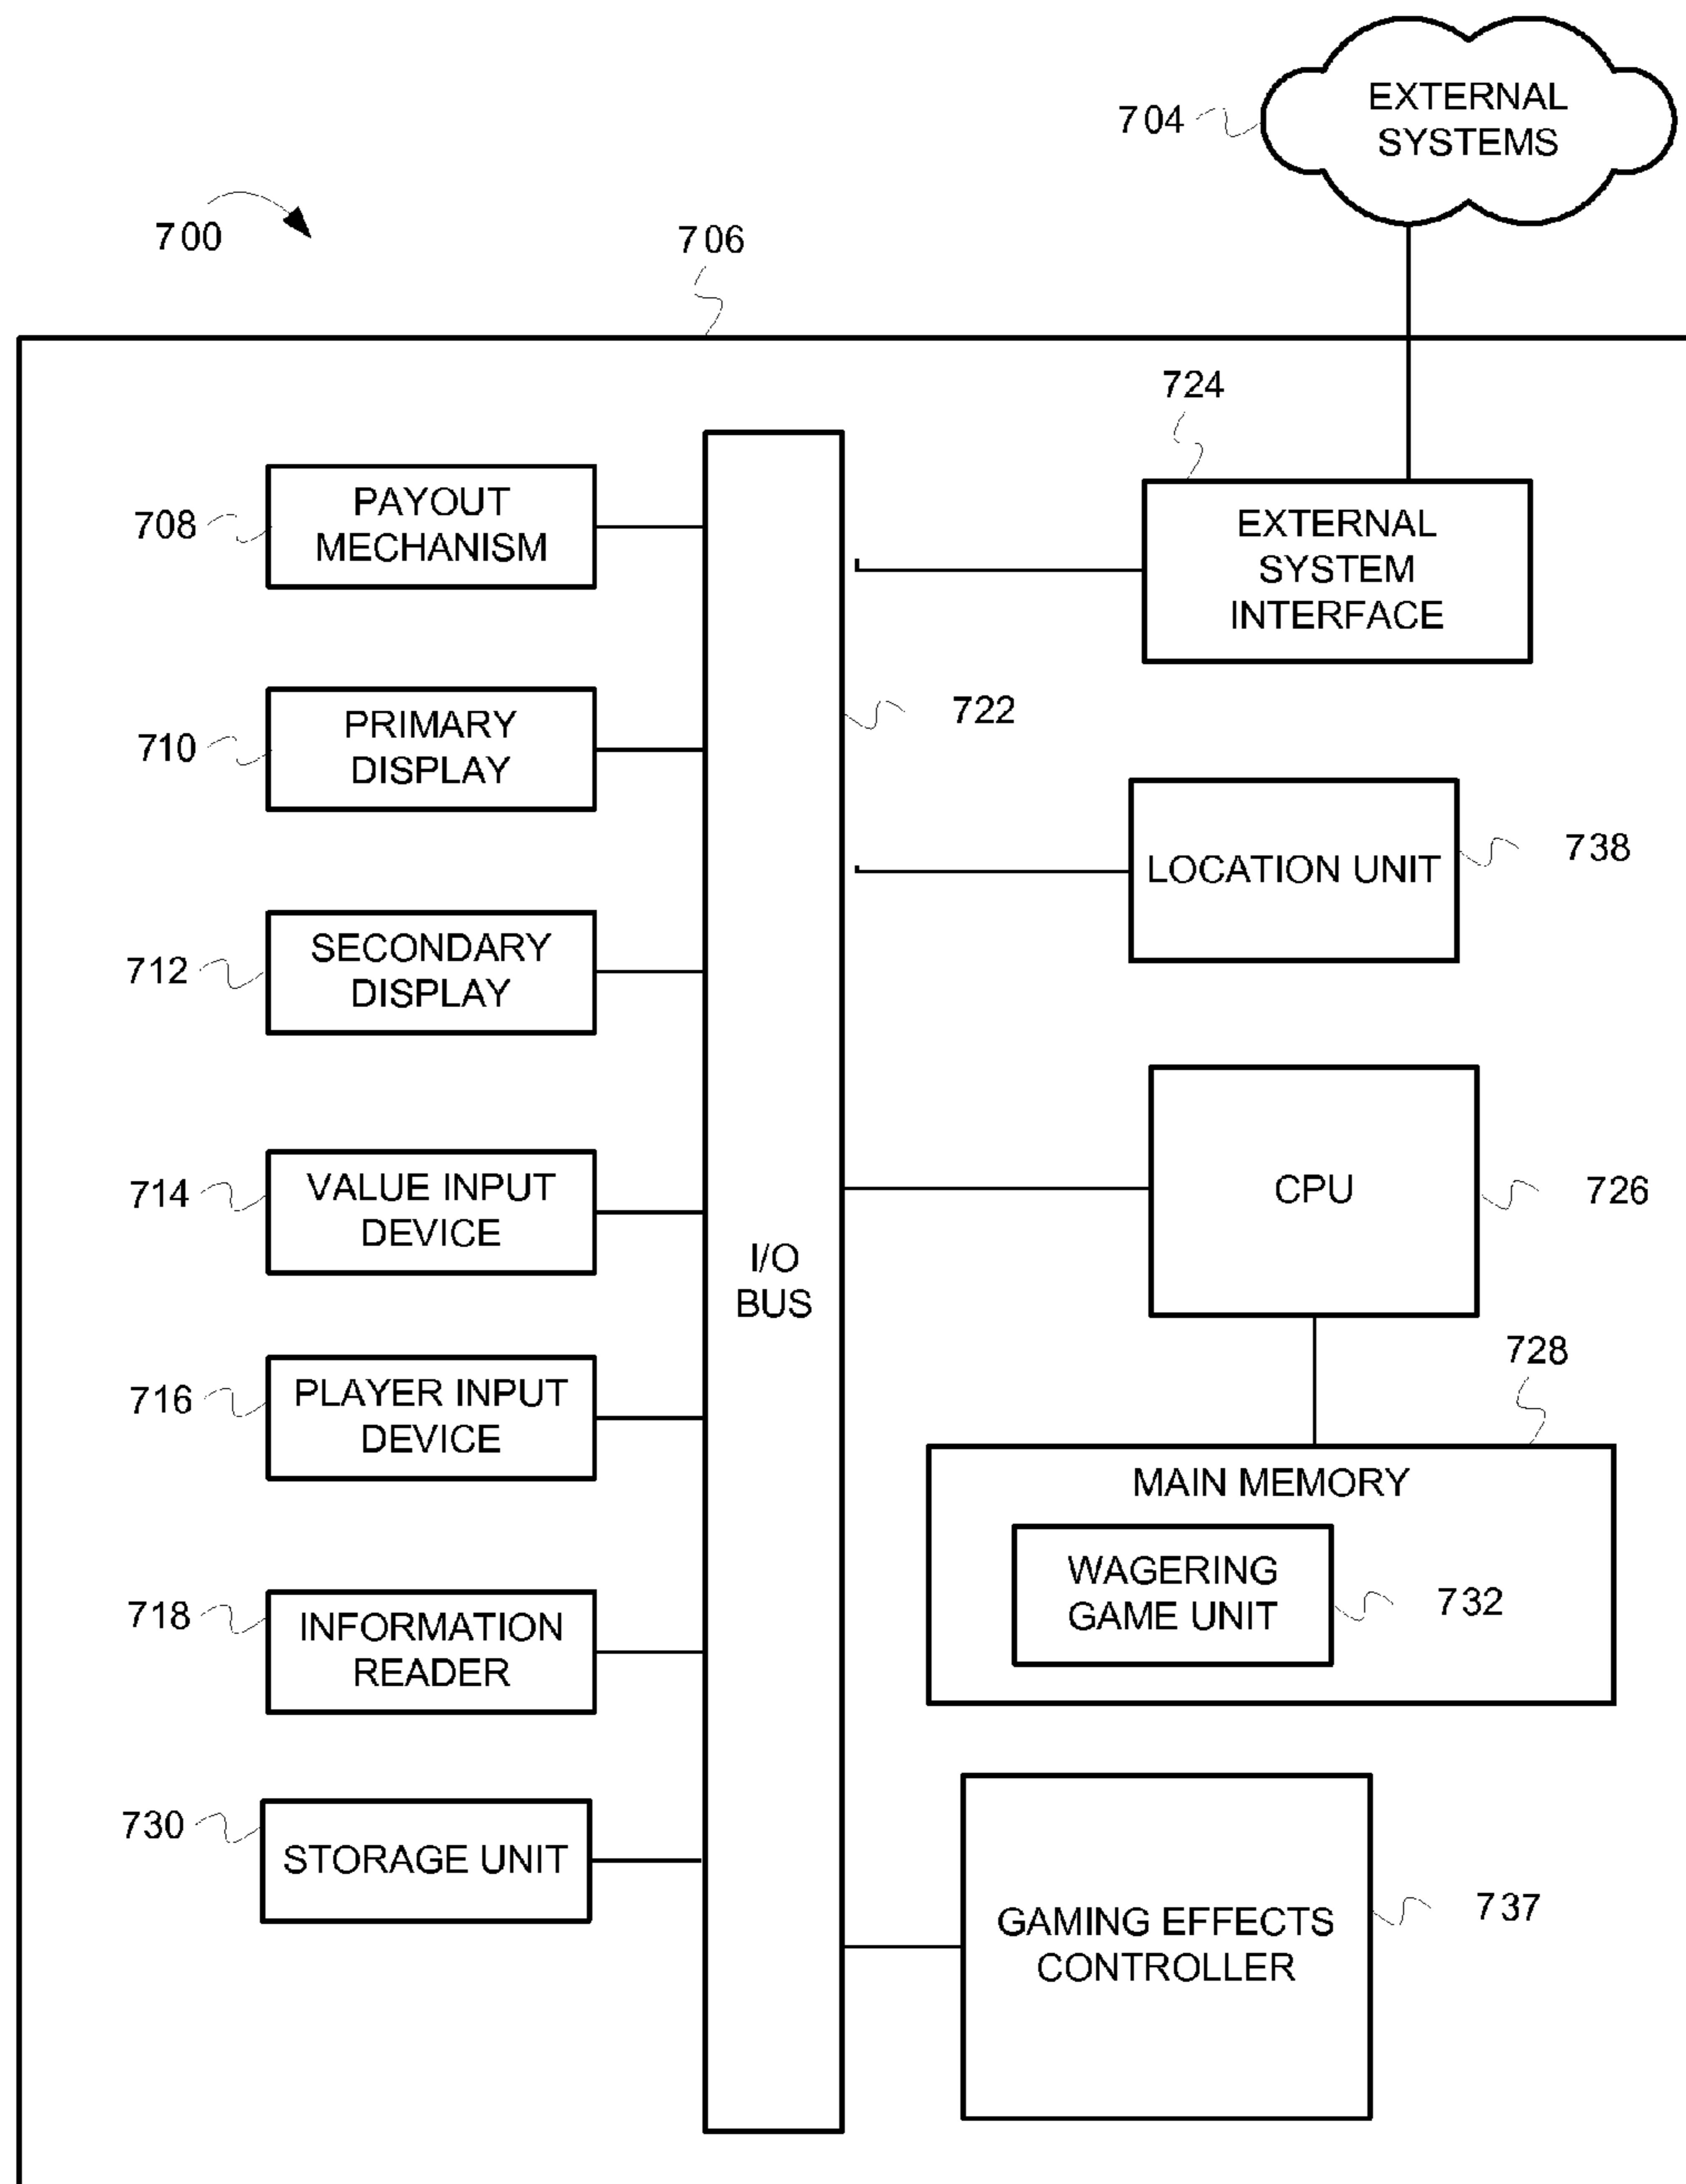 EXTERNAL
SYSTEMS
704
700
706
724
PAYOUT
MECHANISM
708
EXTERNAL
SYSTEM
INTERFACE
PRIMARY
DISPLAY
710
722
LOCATION UNIT
738
SECONDARY
DISPLAY
712
VALUE INPUT
DEVICE
714
CPU
726
I/O
BUS
728
PLAYER INPUT
DEVICE
716
MAIN MEMORY
WAGERING
GAME UNIT
732
718
INFORMATION
READER
730
STORAGE UNIT
737
GAMING EFFECTS
CONTROLLER